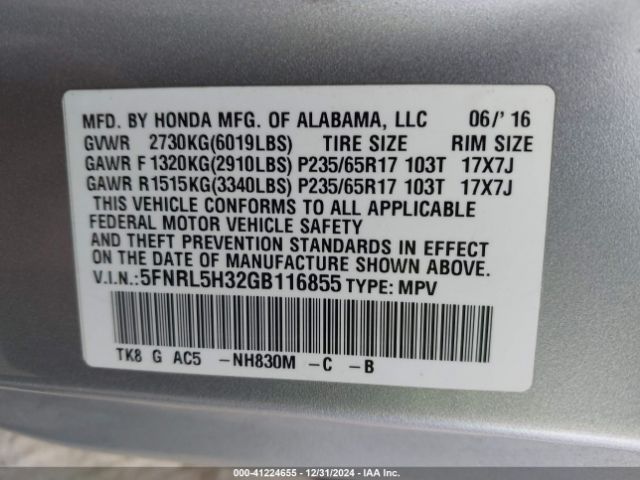 MFD. BY HONDA MFG. OF ALABAMA, LLC 06/' 16
GVWR 2730KG(6019LBS) TIRE SIZE RIM SIZE
GAWR F 1320KG(2910LBS) P235/65R17 103T 17X7J
GAWR R1515KG(3340LBS) P235/65R17 103T 17X7J
THIS VEHICLE CONFORMS TO ALL APPLICABLE
FEDERAL MOTOR VEHICLE SAFETY
AND THEFT PREVENTION STANDARDS IN EFFECT
ON THE DATE OF MANUFACTURE SHOWN ABOVE.
V.I.N.:5FNRL5H32GB116855 TYPE: MPV
TK8 G AC5 -NH830M -C -B
000-41224655 | 12/31/2024 | IAA Inc.